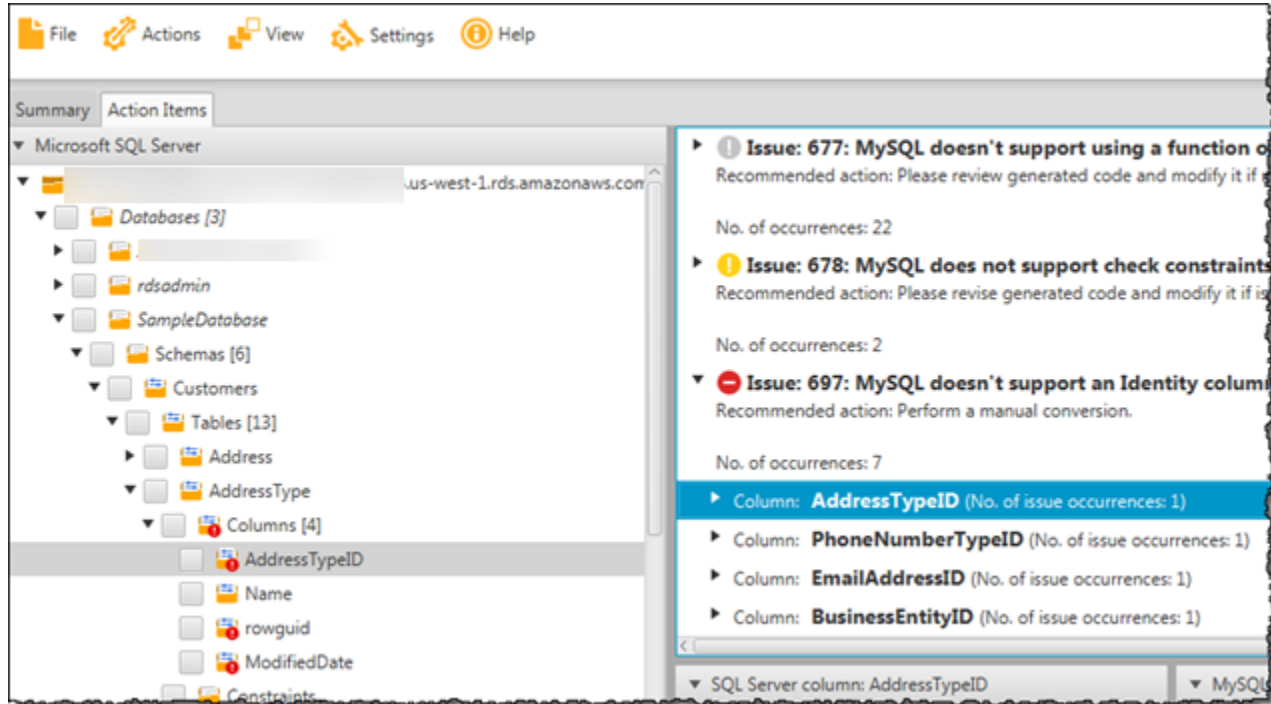 File Actions View Settings Help
Summary Action Items
Microsoft SQL Server
.us-west-1.rds.amazonaws.com
Databases [3]
rdsadmin
SampleDatabase
Schemas [6]
Customers
Tables [13]
Address
AddressType
Columns [4]
AddressTypeID
Name
rowguid
ModifiedDate
Constraints
Issue: 677: MySQL doesn't support using a function
Recommended action: Please review generated code and modify it if
No. of occurrences: 22
Issue: 678: MySQL does not support check constraints
Recommended action: Please revise generated code and modify it if
No. of occurrences: 2
Issue: 697: MySQL doesn't support an Identity
Recommended action: Perform a manual conversion.
No. of occurrences: 7
Column: AddressTypeID (No. of issue occurrences: 1)
Column: PhoneNumberTypeID (No. of issue occurrences: 1)
Column: EmailAddressID (No. of issue occurrences: 1)
Column: BusinessEntityID (No. of issue occurrences: 1)
SQL Server column: AddressTypeID